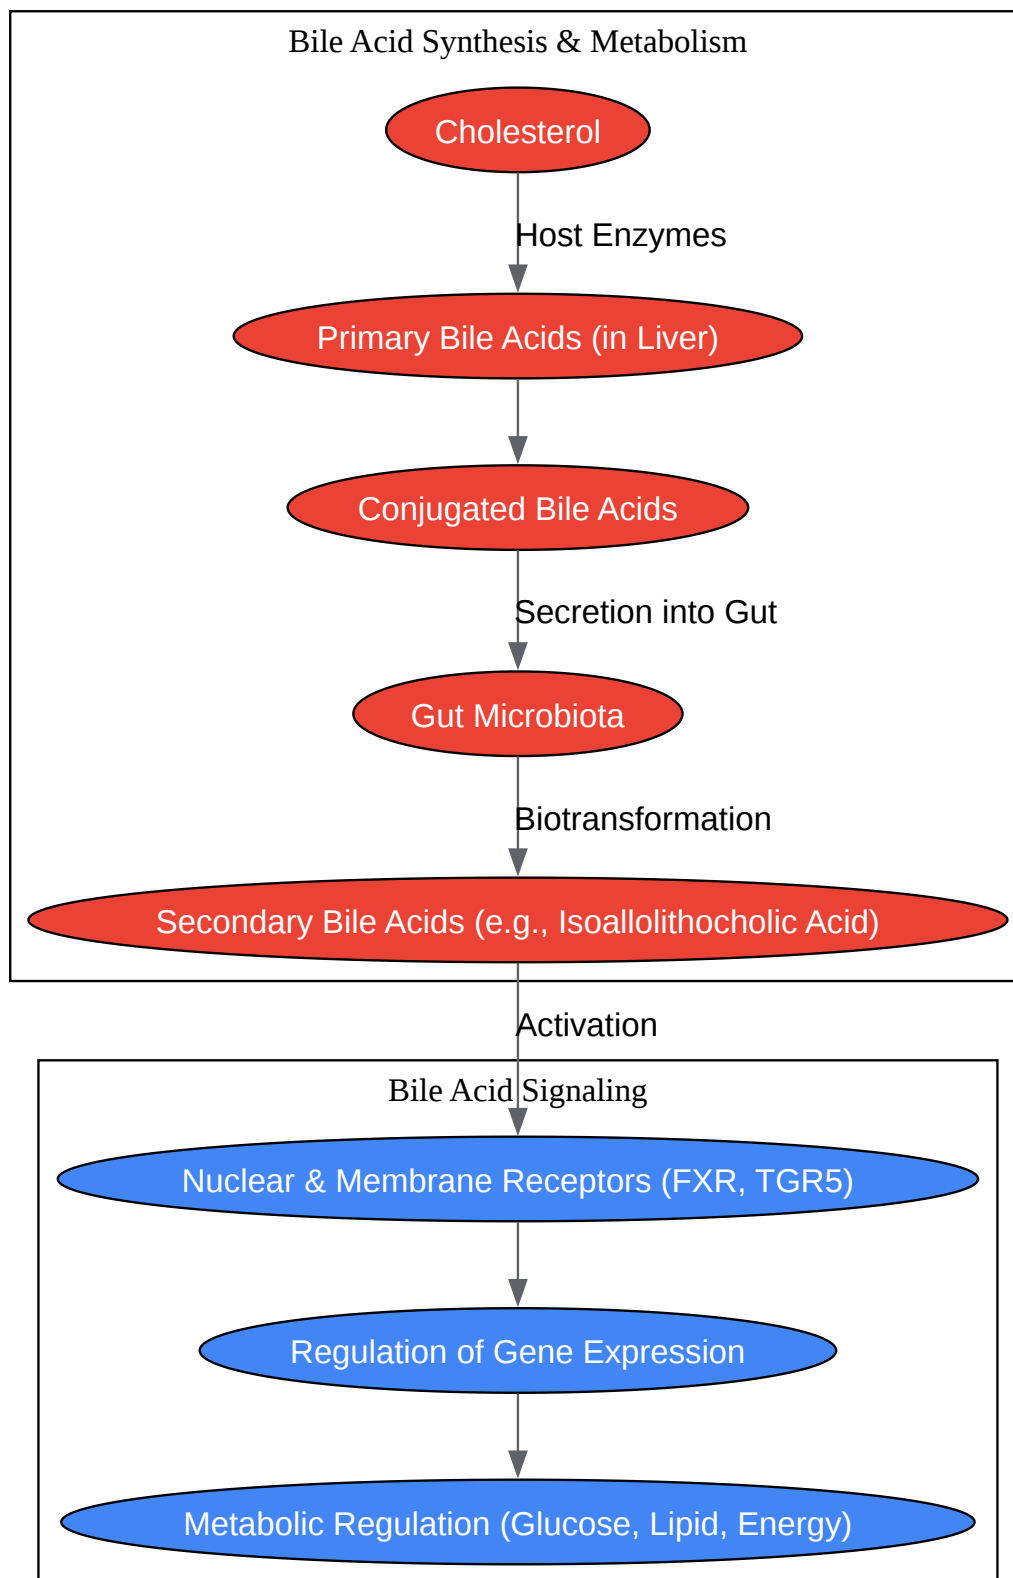 Bile Acid Synthesis & Metabolism
Cholesterol
Host Enzymes
Primary Bile Acids (in Liver)
Conjugated Bile Acids
Secretion into Gut
Gut Microbiota
Biotransformation
Secondary Bile Acids (e.g., Isoallolithocholic Acid)
Activation
Bile Acid Signaling
Nuclear & Membrane Receptors (FXR, TGR5)
Regulation of Gene Expression
Metabolic Regulation (Glucose, Lipid, Energy)